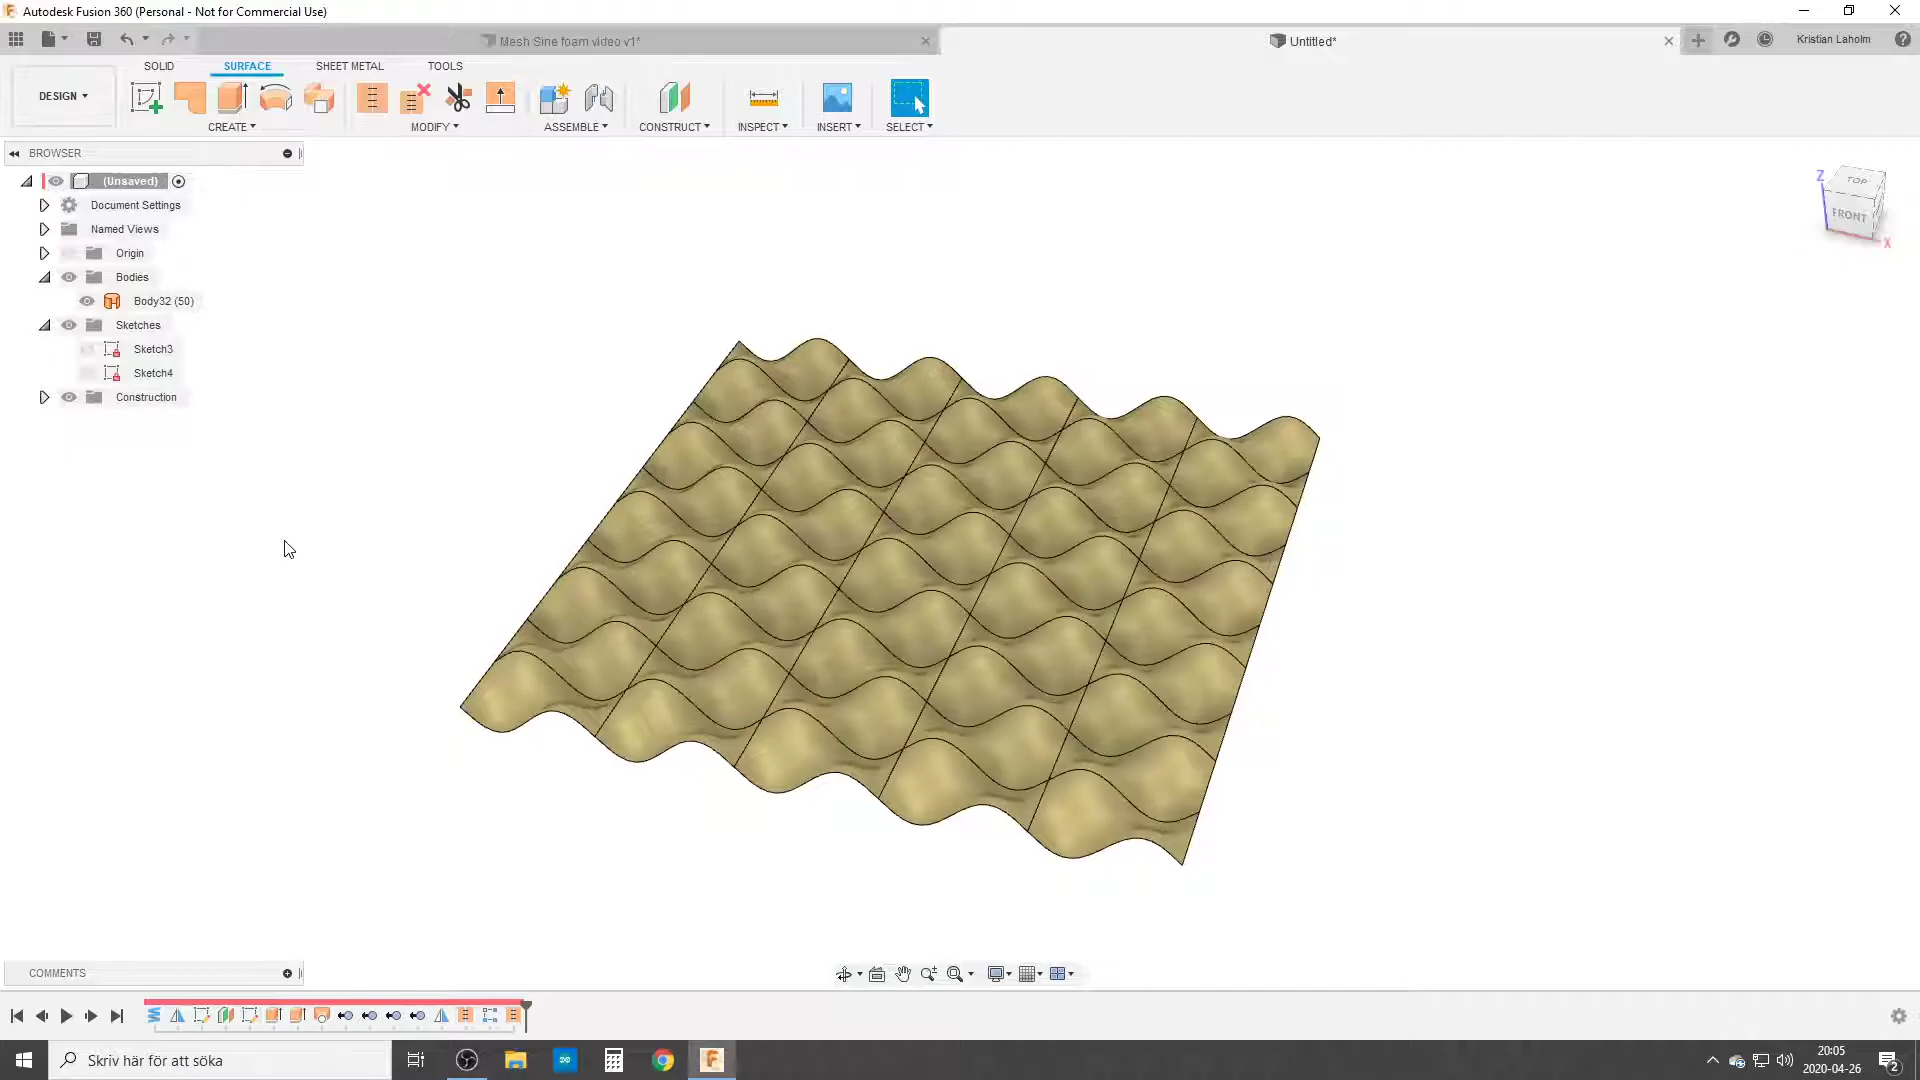 Autodesk Fusion 360 (Personal - Not for Commercial Use)
Mesh Sine foam video v1*
Untitled*
Kristian Laholm
DESIGN
SOLID
SURFACE
SHEET METAL
TOOLS
CREATE
MODIFY
ASSEMBLE
CONSTRUCT
INSPECT
INSERT
SELECT
BROWSER
(Unsaved)
Document Settings
Named Views
Origin
Bodies
Body32 (50)
Sketches
Sketch3
Sketch4
Construction
Z
TOP
FRONT
X
COMMENTS
Skriv här för att söka
20:05
2020-04-26
2